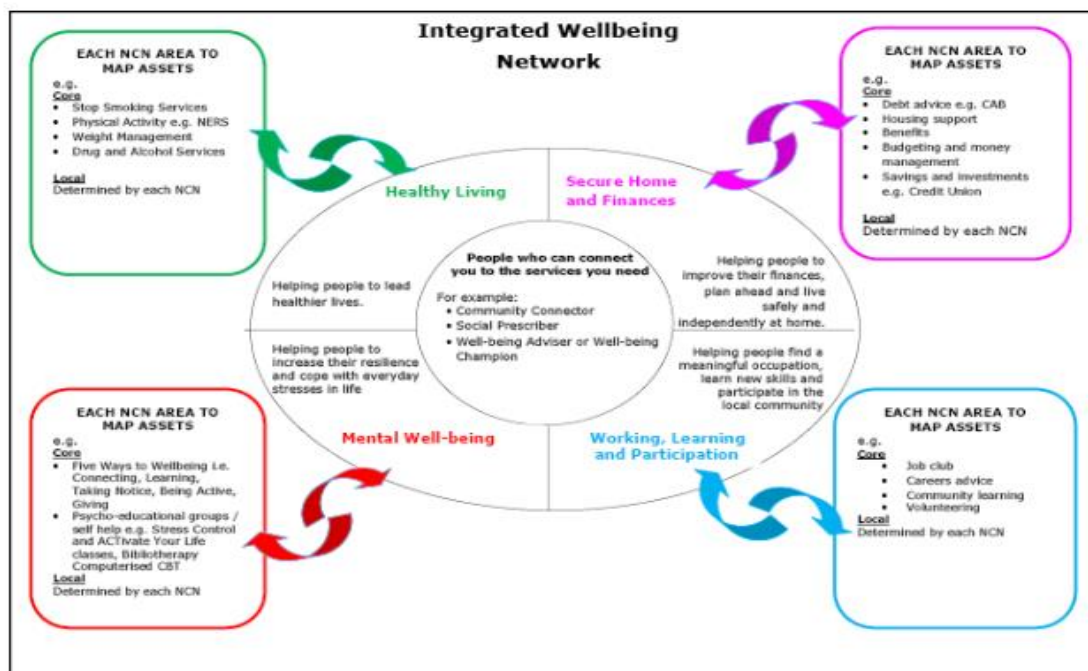 Integrated Wellbeing
Network
EACH NCN AREA TO
MAP ASSETS
e.g.
Core
• Stop Smoking Services
• Physical Activity e.g. NERS
• Weight Management
• Drug and Alcohol Services
Local
Determined by each NCN
EACH NCN AREA TO
MAP ASSETS
e.g.
Core
• Debt advice e.g. CAB
• Housing support
• Benefits
• Budgeting and money
management
• Savings and investments
e.g. Credit Union
Local
Determined by each NCN
Healthy Living
Secure Home
and Finances
People who can connect
you to the services you need
For example:
• Community Connector
• Social Prescriber
• Well-being Adviser or Well-being
Champion
Helping people to lead
healthier lives.
Helping people to
improve their finances,
plan ahead and live
safely and
independently at home.
Helping people to
increase their resilience
and cope with everyday
stresses in life
Helping people find a
meaningful occupation,
learn new skills and
participate in the
local community
Mental Well-being
Working, Learning
and Participation
EACH NCN AREA TO
MAP ASSETS
e.g.
Core
• Five Ways to Wellbeing i.e.
Connecting, Learning,
Taking Notice, Being Active,
Giving
• Psycho-educational groups /
self help e.g. Stress Control
and ACTivate Your Life
classes, Bibliotherapy
Computerised CBT
Local
Determined by each NCN
EACH NCN AREA TO
MAP ASSETS
e.g.
Core
• Job club
• Careers advice
• Community learning
• Volunteering
Local
Determined by each NCN